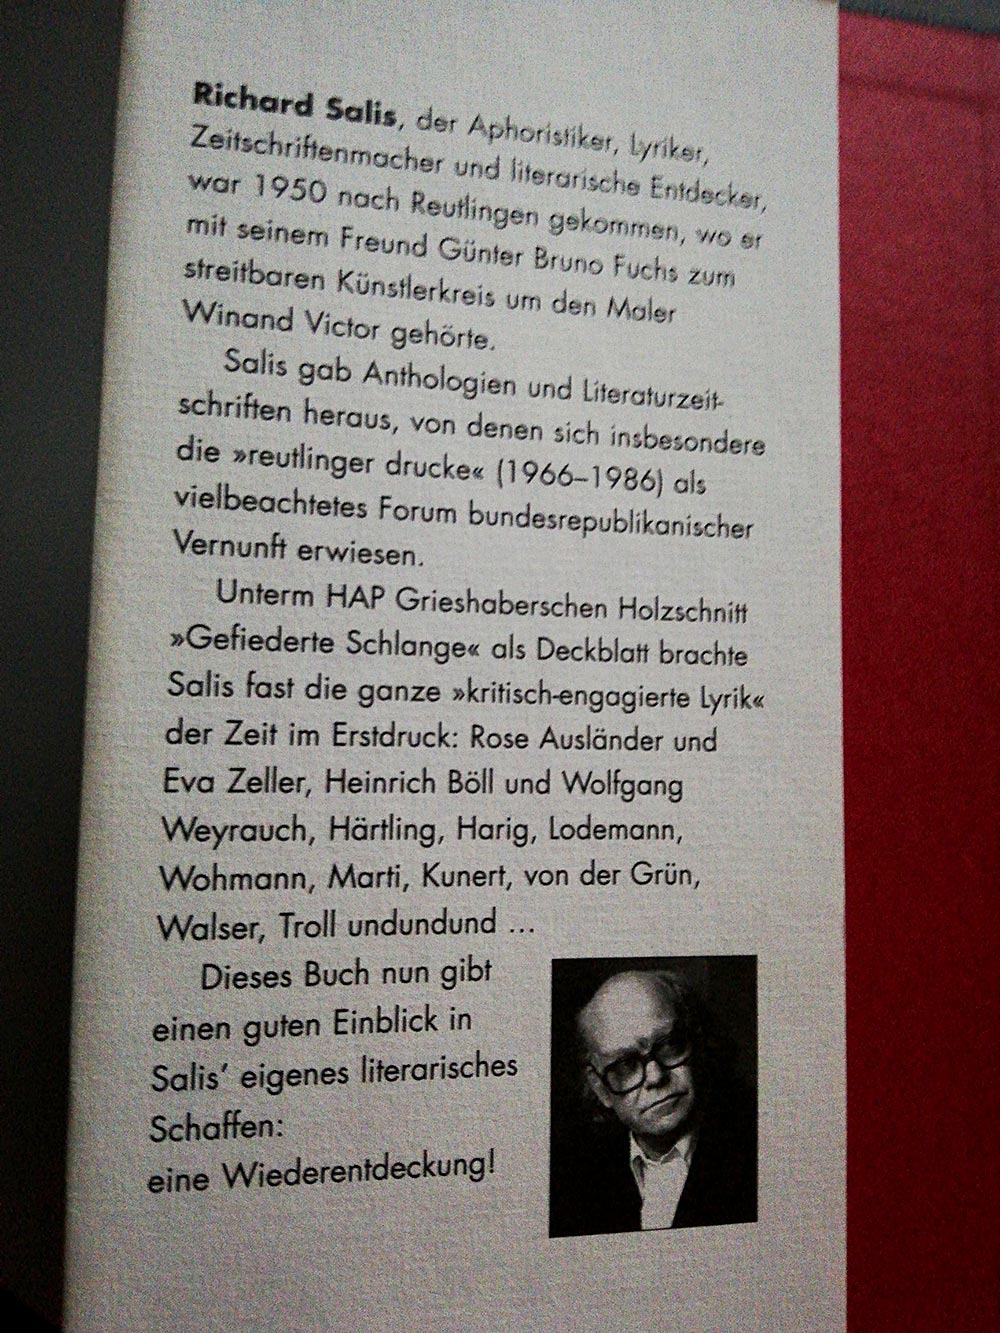 Richard Salis, der Aphoristiker, Lyriker,
Zeitschriftenmacher und literarische Entdecker,
war 1950 nach Reutlingen gekommen, wo er
mit seinem Freund Günter Bruno Fuchs zum
streitbaren Künstlerkreis um den Maler
Winand Victor gehörte.
Salis gab Anthologien und Literaturzeit-
schriften heraus, von denen sich insbesondere
die »reutlinger drucke« (1966–1986) als
vielbeachtetes Forum bundesrepublikanischer
Vernunft erwiesen.
Unterm HAP Grieshaberschen Holzschnitt
»Gefiederte Schlange« als Deckblatt brachte
Salis fast die ganze »kritisch-engagierte Lyrik«
der Zeit im Erstdruck: Rose Ausländer und
Eva Zeller, Heinrich Böll und Wolfgang
Weyrauch, Härtling, Harig, Lodemann,
Wohmann, Marti, Kunert, von der Grün,
Walser, Troll undundund ...
Dieses Buch nun gibt
einen guten Einblick in
Salis’ eigenes literarisches
Schaffen:
eine Wiederentdeckung!